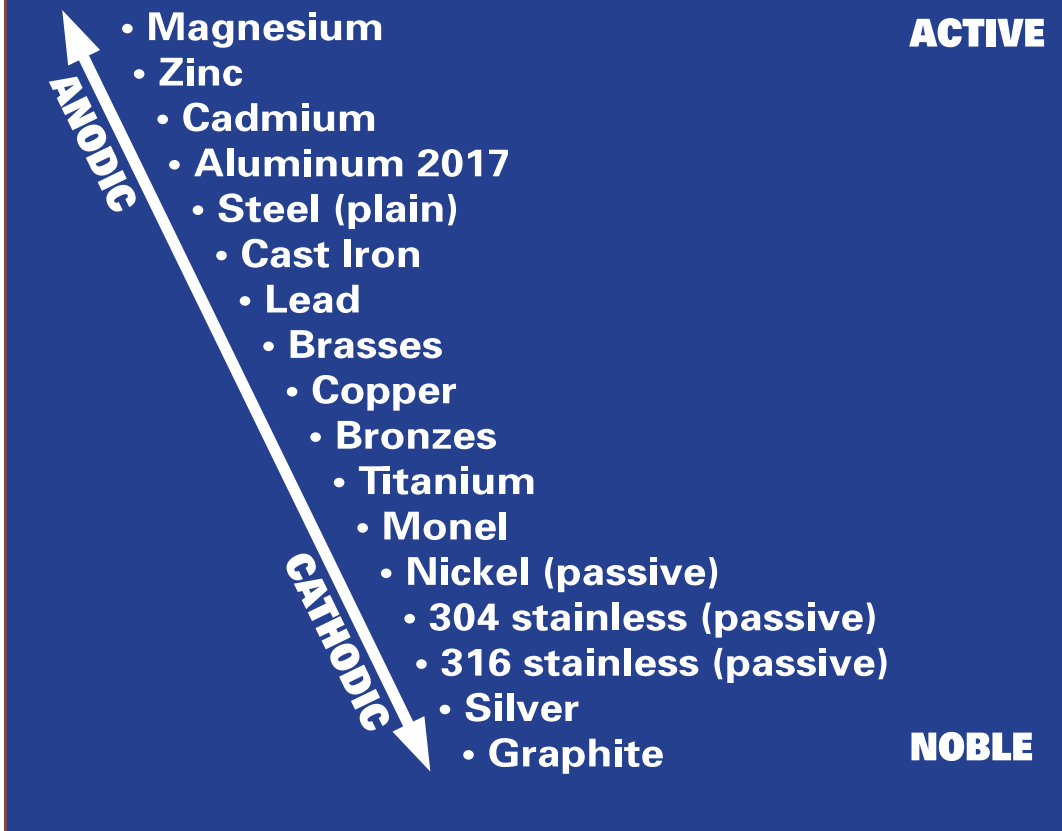 • Magnesium
ACTIVE
• Zinc
ANODIC
• Cadmium
• Aluminum 2017
• Steel (plain)
• Cast Iron
• Lead
• Brasses
• Copper
• Bronzes
• Titanium
• Monel
CATHODIC
• Nickel (passive)
• 304 stainless (passive)
• 316 stainless (passive)
• Silver
• Graphite
NOBLE